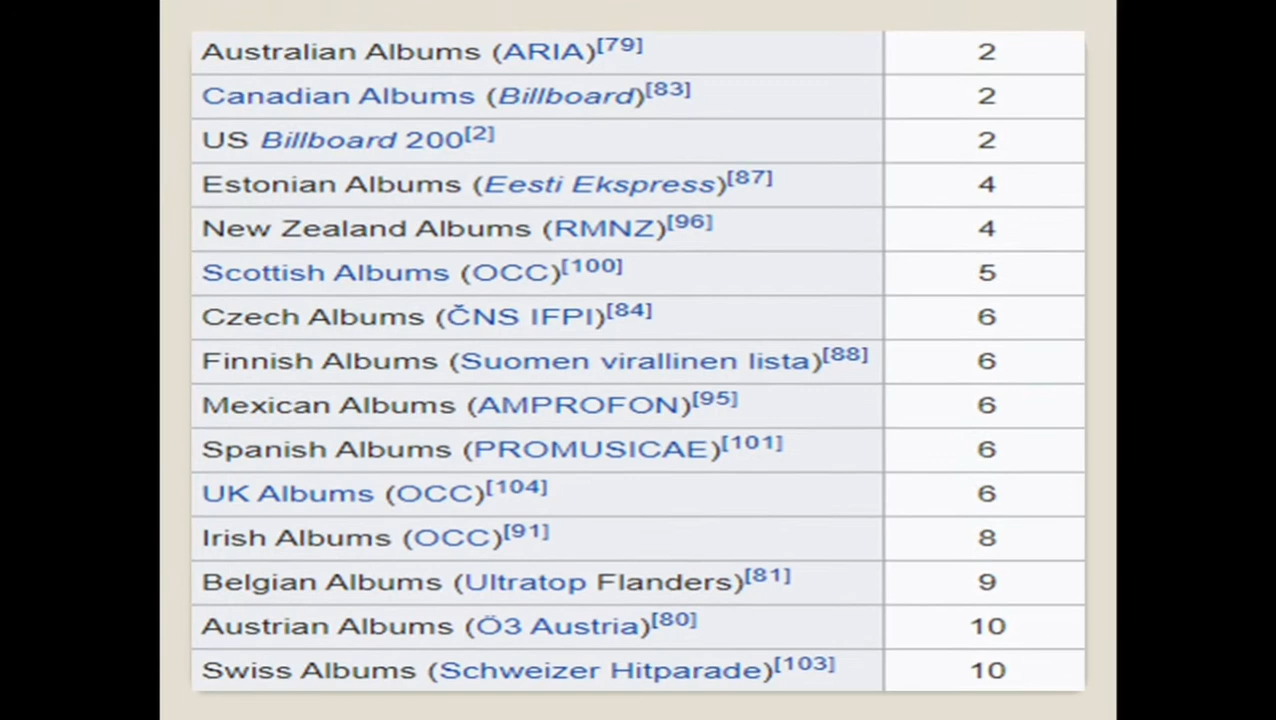 Australian Albums (ARIA)[79] 2
Canadian Albums (Billboard)[83] 2
US Billboard 200[2] 2
Estonian Albums (Eesti Ekspress)[87] 4
New Zealand Albums (RMNZ)[96] 4
Scottish Albums (OCC)[100] 5
Czech Albums (ČNS IFPI)[84] 6
Finnish Albums (Suomen virallinen lista)[88] 6
Mexican Albums (AMPROFON)[95] 6
Spanish Albums (PROMUSICAE)[101] 6
UK Albums (OCC)[104] 6
Irish Albums (OCC)[91] 8
Belgian Albums (Ultratop Flanders)[81] 9
Austrian Albums (Ö3 Austria)[80] 10
Swiss Albums (Schweizer Hitparade)[103] 10